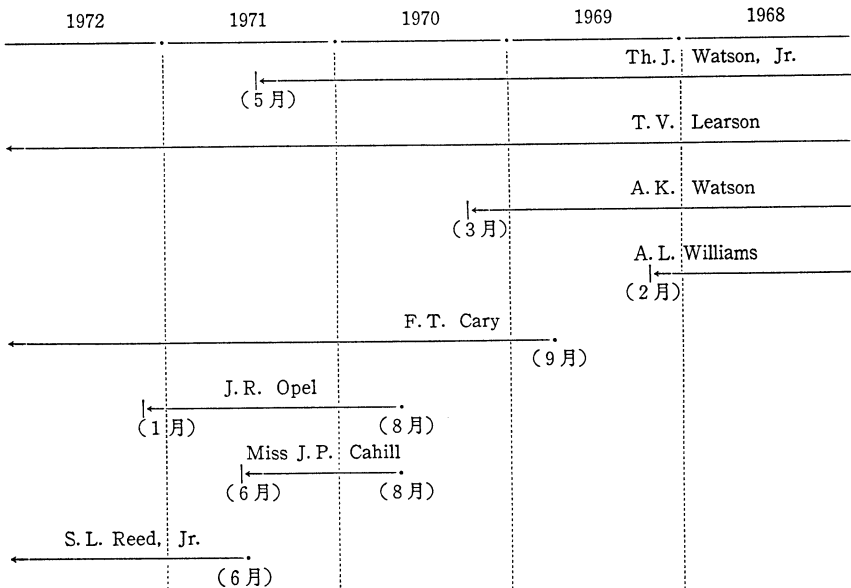 1972 1971 1970 1969 1968
Th. J. Watson, Jr.
(5月)
T. V. Learson
A. K. Watson
(3月)
A. L. Williams
(2月)
F. T. Cary
(9月)
J. R. Opel
(1月) (8月)
Miss J. P. Cahill
(6月) (8月)
S. L. Reed, Jr.
(6月)